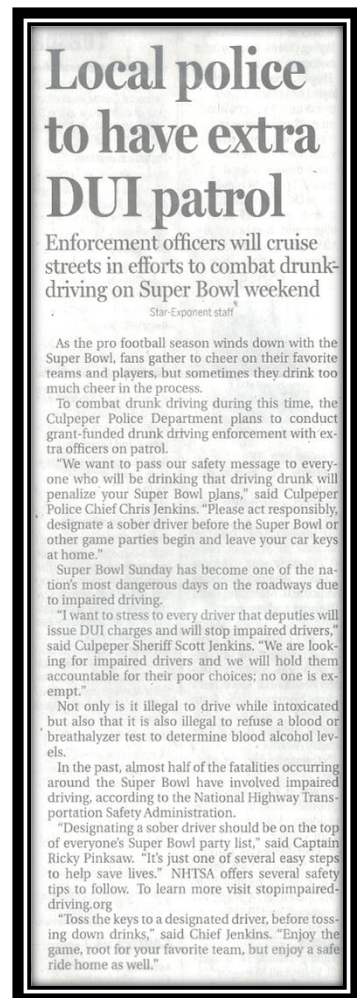 Local police
to have extra
DUI patrol
Enforcement officers will cruise
streets in efforts to combat drunk-
driving on Super Bowl weekend
Star-Exponent staff
As the pro football season winds down with the
Super Bowl, fans gather to cheer on their favorite
teams and players, but sometimes they drink too
much cheer in the process.
To combat drunk driving during this time, the
Culpeper Police Department plans to conduct
grant-funded drunk driving enforcement with ex-
tra officers on patrol.
“We want to pass our safety message to every-
one who will be drinking that driving drunk will
penalize your Super Bowl plans,” said Culpeper
Police Chief Chris Jenkins. “Please act responsibly,
designate a sober driver before the Super Bowl or
other game parties begin and leave your car keys
at home.”
Super Bowl Sunday has become one of the na-
tion’s most dangerous days on the roadways due
to impaired driving.
“I want to stress to every driver that deputies will
issue DUI charges and will stop impaired drivers,”
said Culpeper Sheriff Scott Jenkins. “We are look-
ing for impaired drivers and we will hold them
accountable for their poor choices; no one is ex-
empt.”
Not only is it illegal to drive while intoxicated
but also that it is also illegal to refuse a blood or
breathalyzer test to determine blood alcohol lev-
els.
In the past, almost half of the fatalities occurring
around the Super Bowl have involved impaired
driving, according to the National Highway Trans-
portation Safety Administration.
“Designating a sober driver should be on the top
of everyone’s Super Bowl party list,” said Captain
Ricky Pinksaw. “It’s just one of several easy steps
to help save lives.” NHTSA offers several safety
tips to follow. To learn more visit stopimpaired-
driving.org
“Toss the keys to a designated driver, before toss-
ing down drinks,” said Chief Jenkins. “Enjoy the
game, root for your favorite team, but enjoy a safe
ride home as well.”